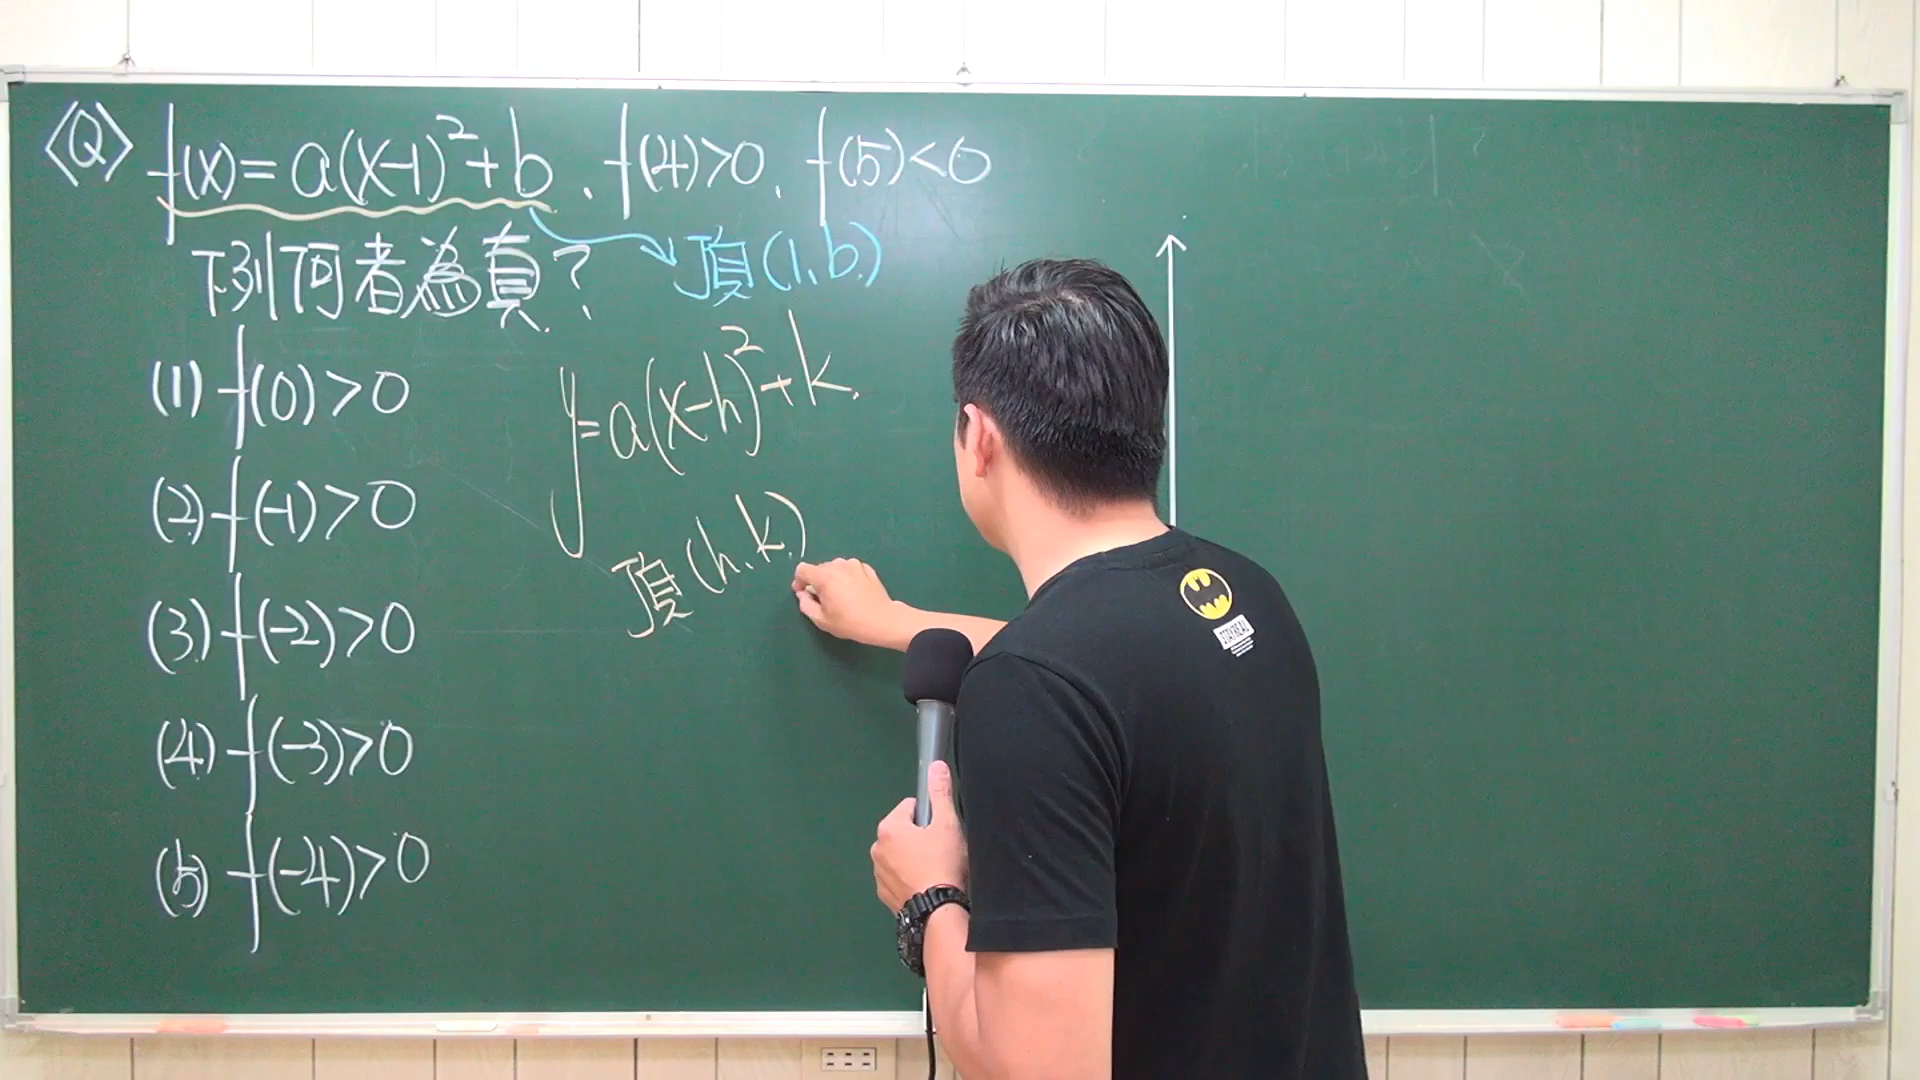 <Q> f(x)=a(x-1)²+b, f(4)>0, f(5)<0
下列何者為真?
頂(1,b)
(1) f(0)>0
(2) f(-1)>0
(3) f(-2)>0
(4) f(-3)>0
(5) f(-4)>0
y=a(x-h)²+k
頂(h,k)
STAYREAL